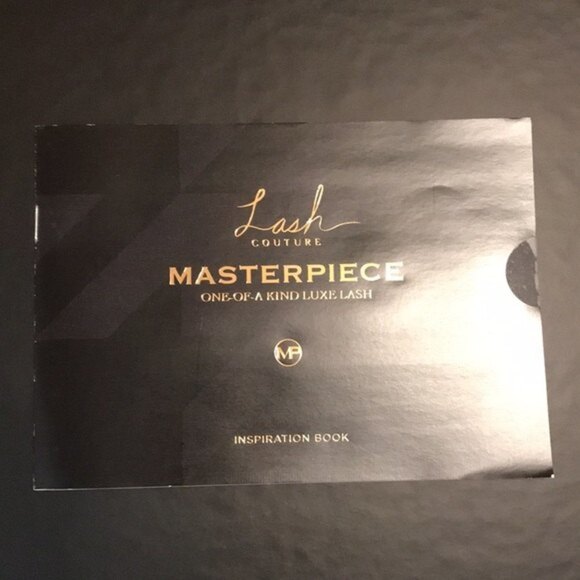 Lash
COUTURE
MASTERPIECE
ONE-OF-A KIND LUXE LASH
MP
INSPIRATION BOOK